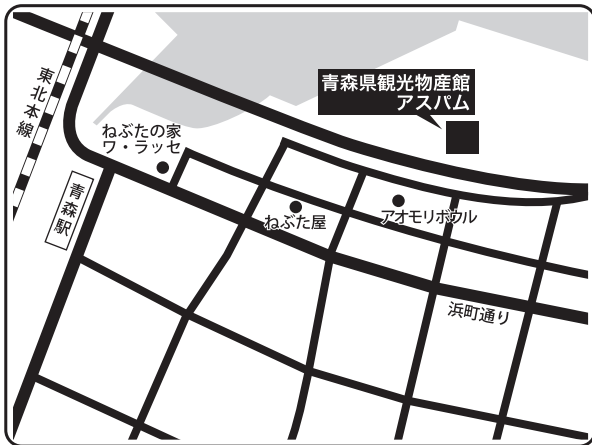 青森県観光物産館
アスパム
東北本線
ねぶたの家
ワ・ラッセ
青森駅
ねぶた屋
アオモリボウル
浜町通り